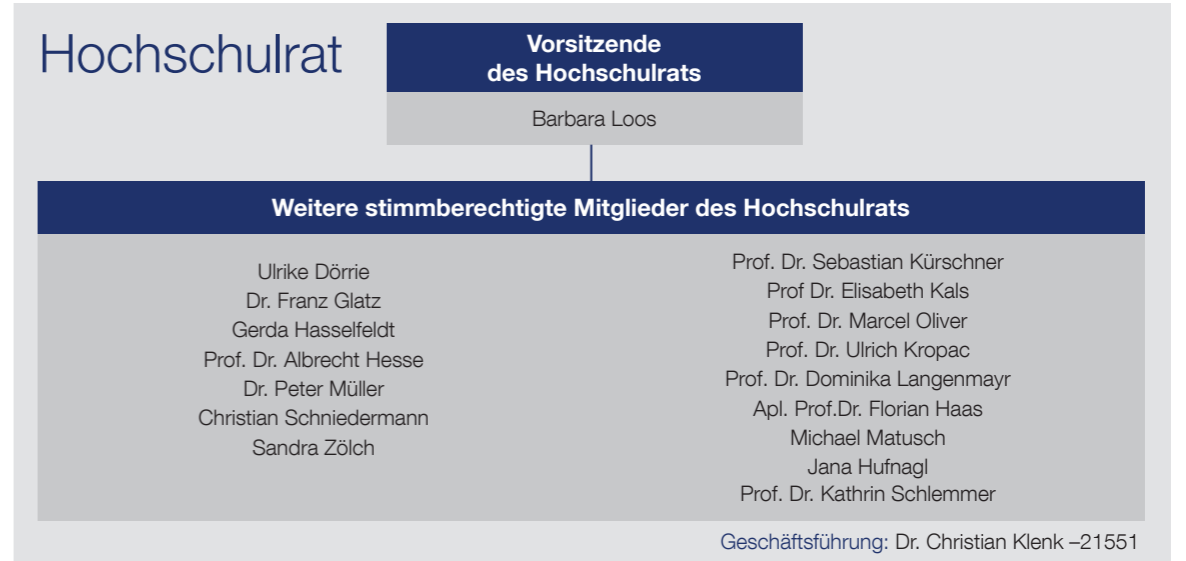 Hochschulrat
Vorsitzende
des Hochschulrats
Barbara Loos
Weitere stimmberechtigte Mitglieder des Hochschulrats
Ulrike Dörrie
Dr. Franz Glatz
Gerda Hasselfeldt
Prof. Dr. Albrecht Hesse
Dr. Peter Müller
Christian Schniedermann
Sandra Zölch
Prof. Dr. Sebastian Kürschner
Prof Dr. Elisabeth Kals
Prof. Dr. Marcel Oliver
Prof. Dr. Ulrich Kropac
Prof. Dr. Dominika Langenmayr
Apl. Prof.Dr. Florian Haas
Michael Matusch
Jana Hufnagl
Prof. Dr. Kathrin Schlemmer
Geschäftsführung: Dr. Christian Klenk –21551